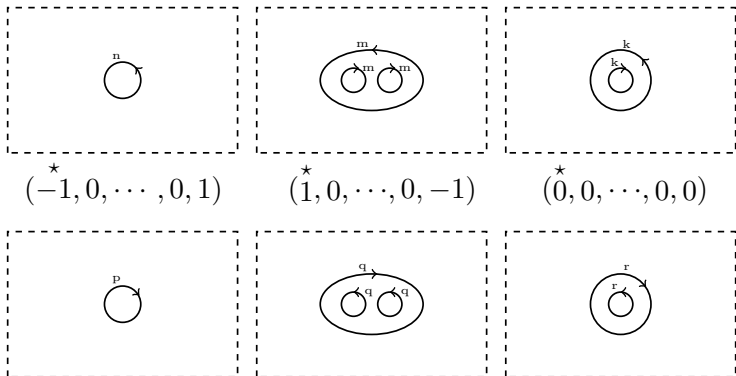 n
m
m
m
k
k
⋆
(-1, 0, ⋯ , 0, 1)
⋆
(1, 0, ⋯, 0, -1)
⋆
(0, 0, ⋯, 0, 0)
p
q
q
q
r
r